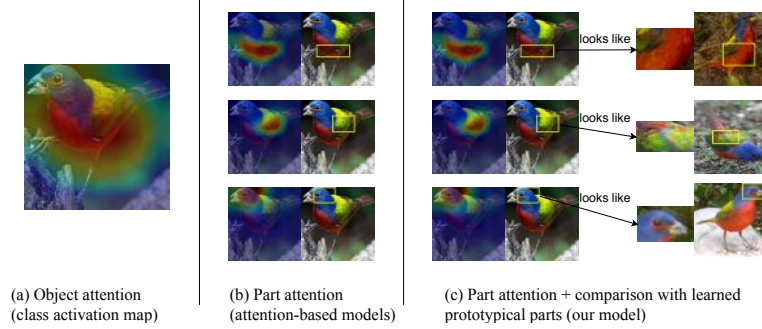 looks like
looks like
looks like
(a) Object attention
(class activation map)
(b) Part attention
(attention-based models)
(c) Part attention + comparison with learned
prototypical parts (our model)